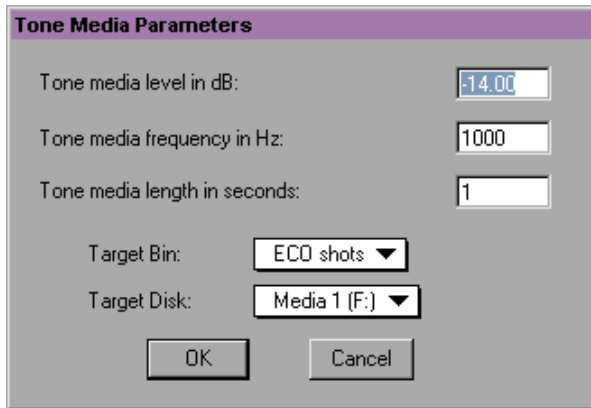 Tone Media Parameters
Tone media level in dB: -14.00
Tone media frequency in Hz: 1000
Tone media length in seconds: 1
Target Bin: ECO shots
Target Disk: Media 1 (F:)
OK Cancel